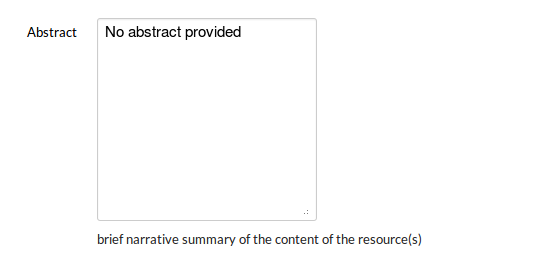 Abstract No abstract provided
brief narrative summary of the content of the resource(s)